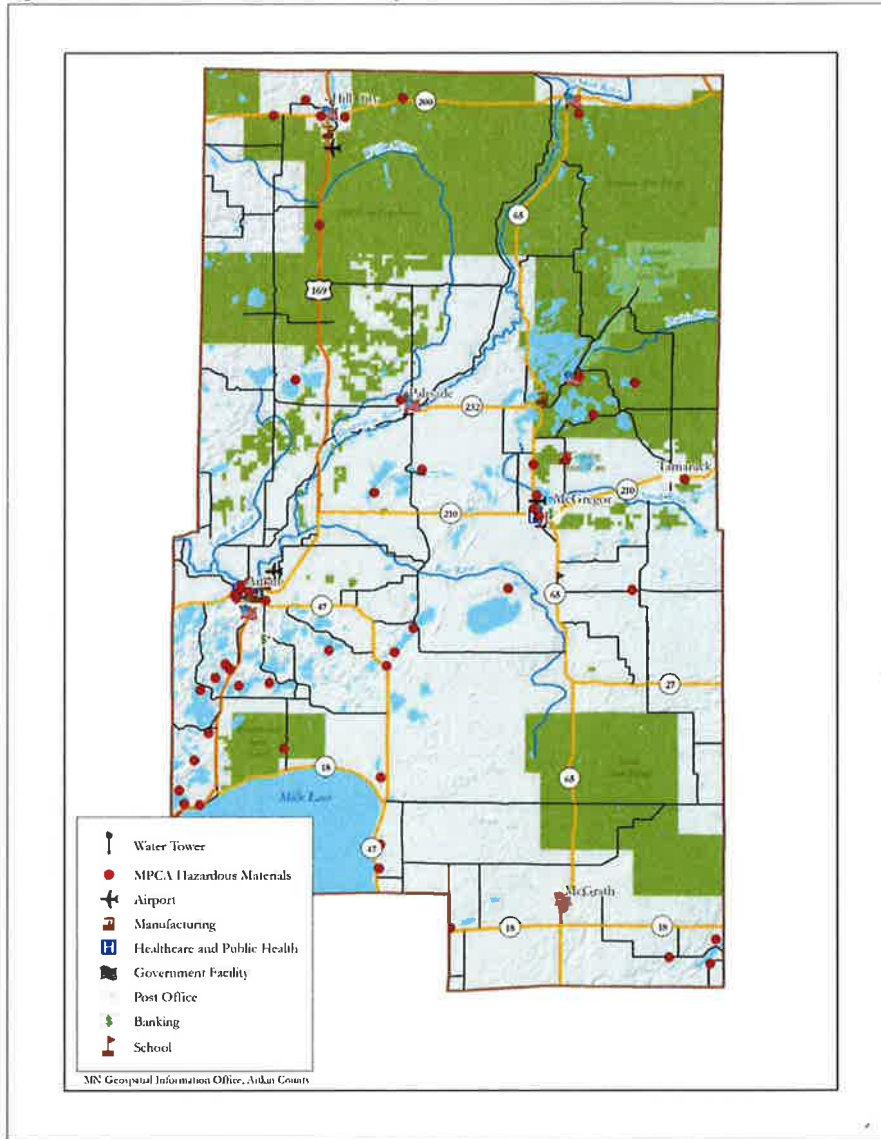 Hill City
200
65
169
Palisade
232
Tamarack
210
McGregor
210
Aitkin
47
65
27
18
65
Mille Lacs
47
McGrath
18
18
Water Tower
MPCA Hazardous Materials
Airport
Manufacturing
Healthcare and Public Health
Government Facility
Post Office
Banking
School
MN Geospatial Information Office, Aitkin County